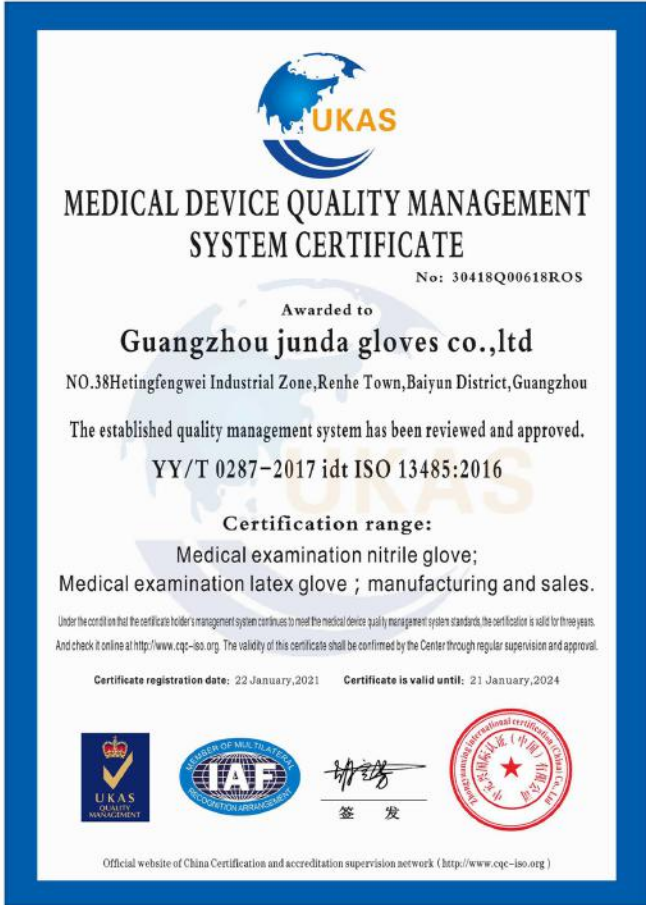 UKAS
MEDICAL DEVICE QUALITY MANAGEMENT
SYSTEM CERTIFICATE
No: 30418Q00618ROS
Awarded to
Guangzhou junda gloves co.,ltd
NO.38Hetingfengwei Industrial Zone,Renhe Town,Baiyun District,Guangzhou
The established quality management system has been reviewed and approved.
YY/T 0287-2017 idt ISO 13485:2016
UKAS
Certification range:
Medical examination nitrile glove;
Medical examination latex glove ; manufacturing and sales.
Under the condition that the certificate holder's management system continues to meet the medical device quality management system standards,the certification is valid for three years.
And check it online at http://www.cqc-iso.org. The validity of this certificate shall be confirmed by the Center through regular supervision and approval.
Certificate registration date: 22 January,2021 Certificate is valid until: 21 January,2024
UKAS
QUALITY
MANAGEMENT
MEMBER OF MULTILATERAL
IAF
RECOGNITION ARRANGEMENT
签 发
Zhongyuanxing International certification (China) Co., Ltd
Official website of China Certification and accreditation supervision network (http://www.cqc-iso.org)